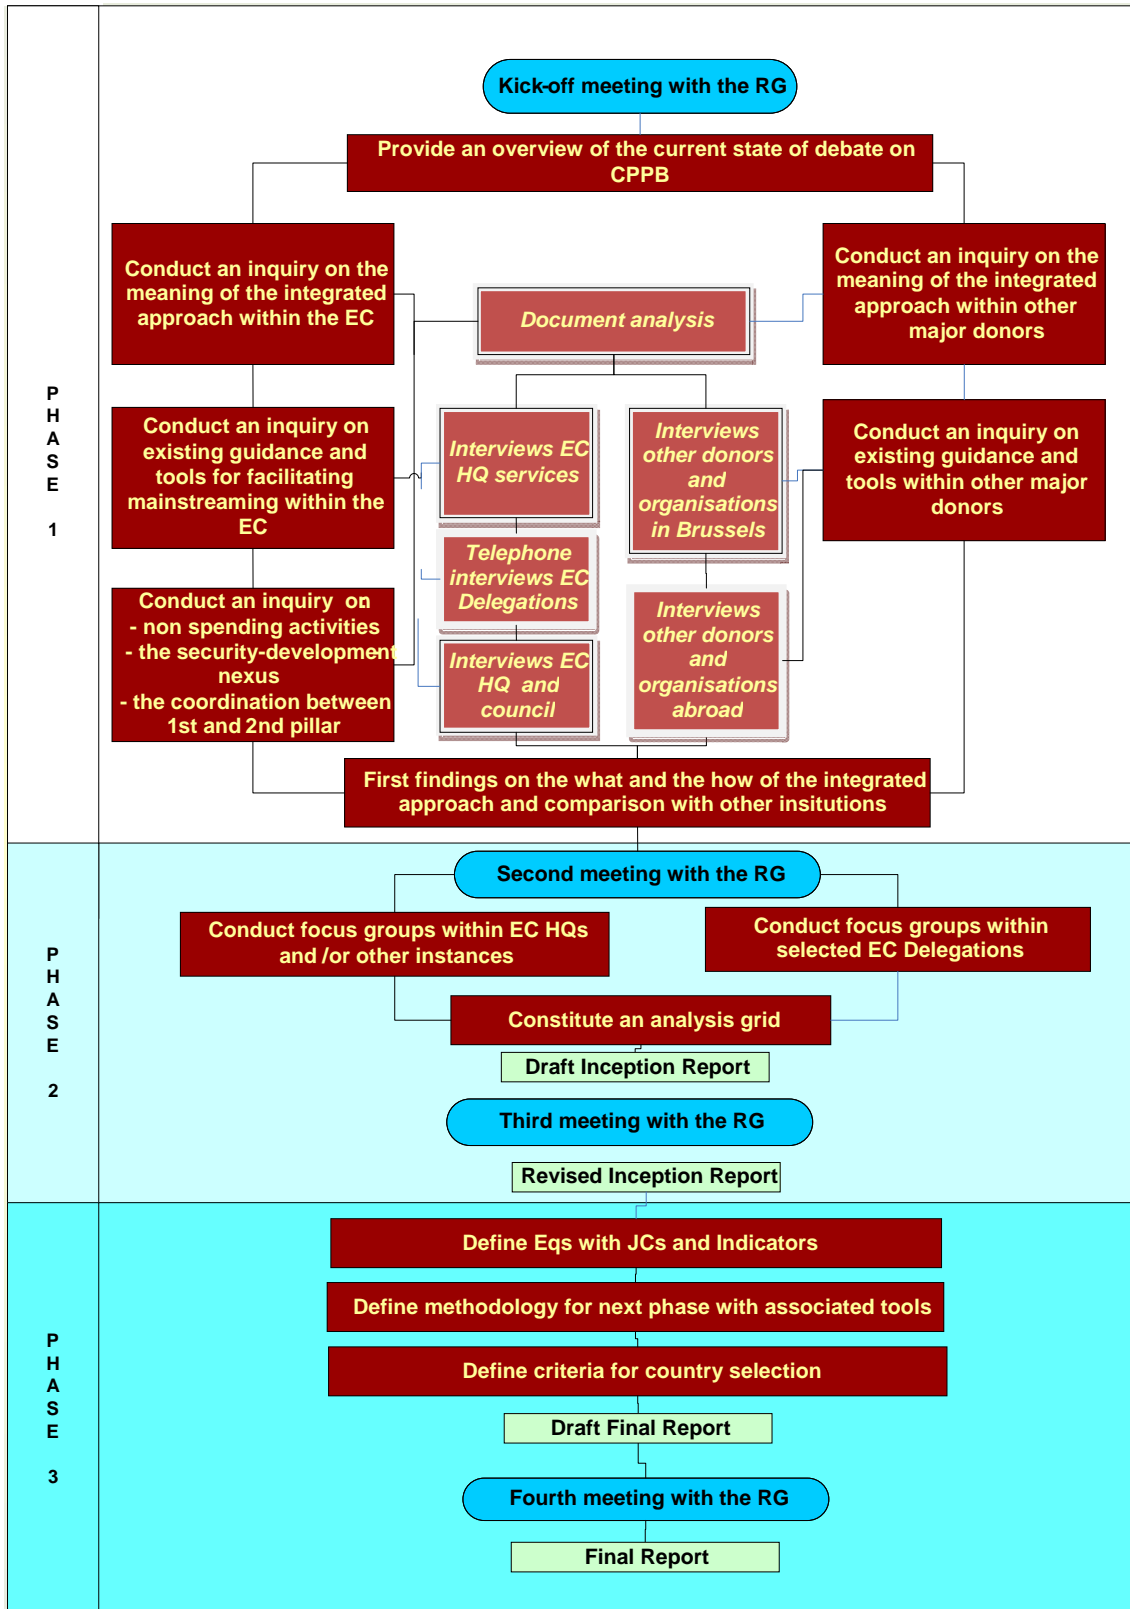 PHASE 1
Kick-off meeting with the RG
Provide an overview of the current state of debate on
CPPB
Conduct an inquiry on the
meaning of the integrated
approach within the EC
Document analysis
Conduct an inquiry on the
meaning of the integrated
approach within other
major donors
Conduct an inquiry on
existing guidance and
tools for facilitating
mainstreaming within the
EC
Interviews EC
HQ services
Interviews
other donors
and
organisations
in Brussels
Conduct an inquiry on
existing guidance and
tools within other major
donors
Conduct an inquiry on:
- non spending activities
- the security-development-
nexus
- the coordination between
1st and 2nd pillar
Telephone
interviews EC
Delegations
Interviews EC
HQ and
council
Interviews
other donors
and
organisations
abroad
First findings on the what and the how of the integrated
approach and comparison with other insitutions
PHASE 2
Second meeting with the RG
Conduct focus groups within EC HQs
and /or other instances
Conduct focus groups within
selected EC Delegations
Constitute an analysis grid
Draft Inception Report
Third meeting with the RG
Revised Inception Report
PHASE 3
Define Eqs with JCs and Indicators
Define methodology for next phase with associated tools
Define criteria for country selection
Draft Final Report
Fourth meeting with the RG
Final Report